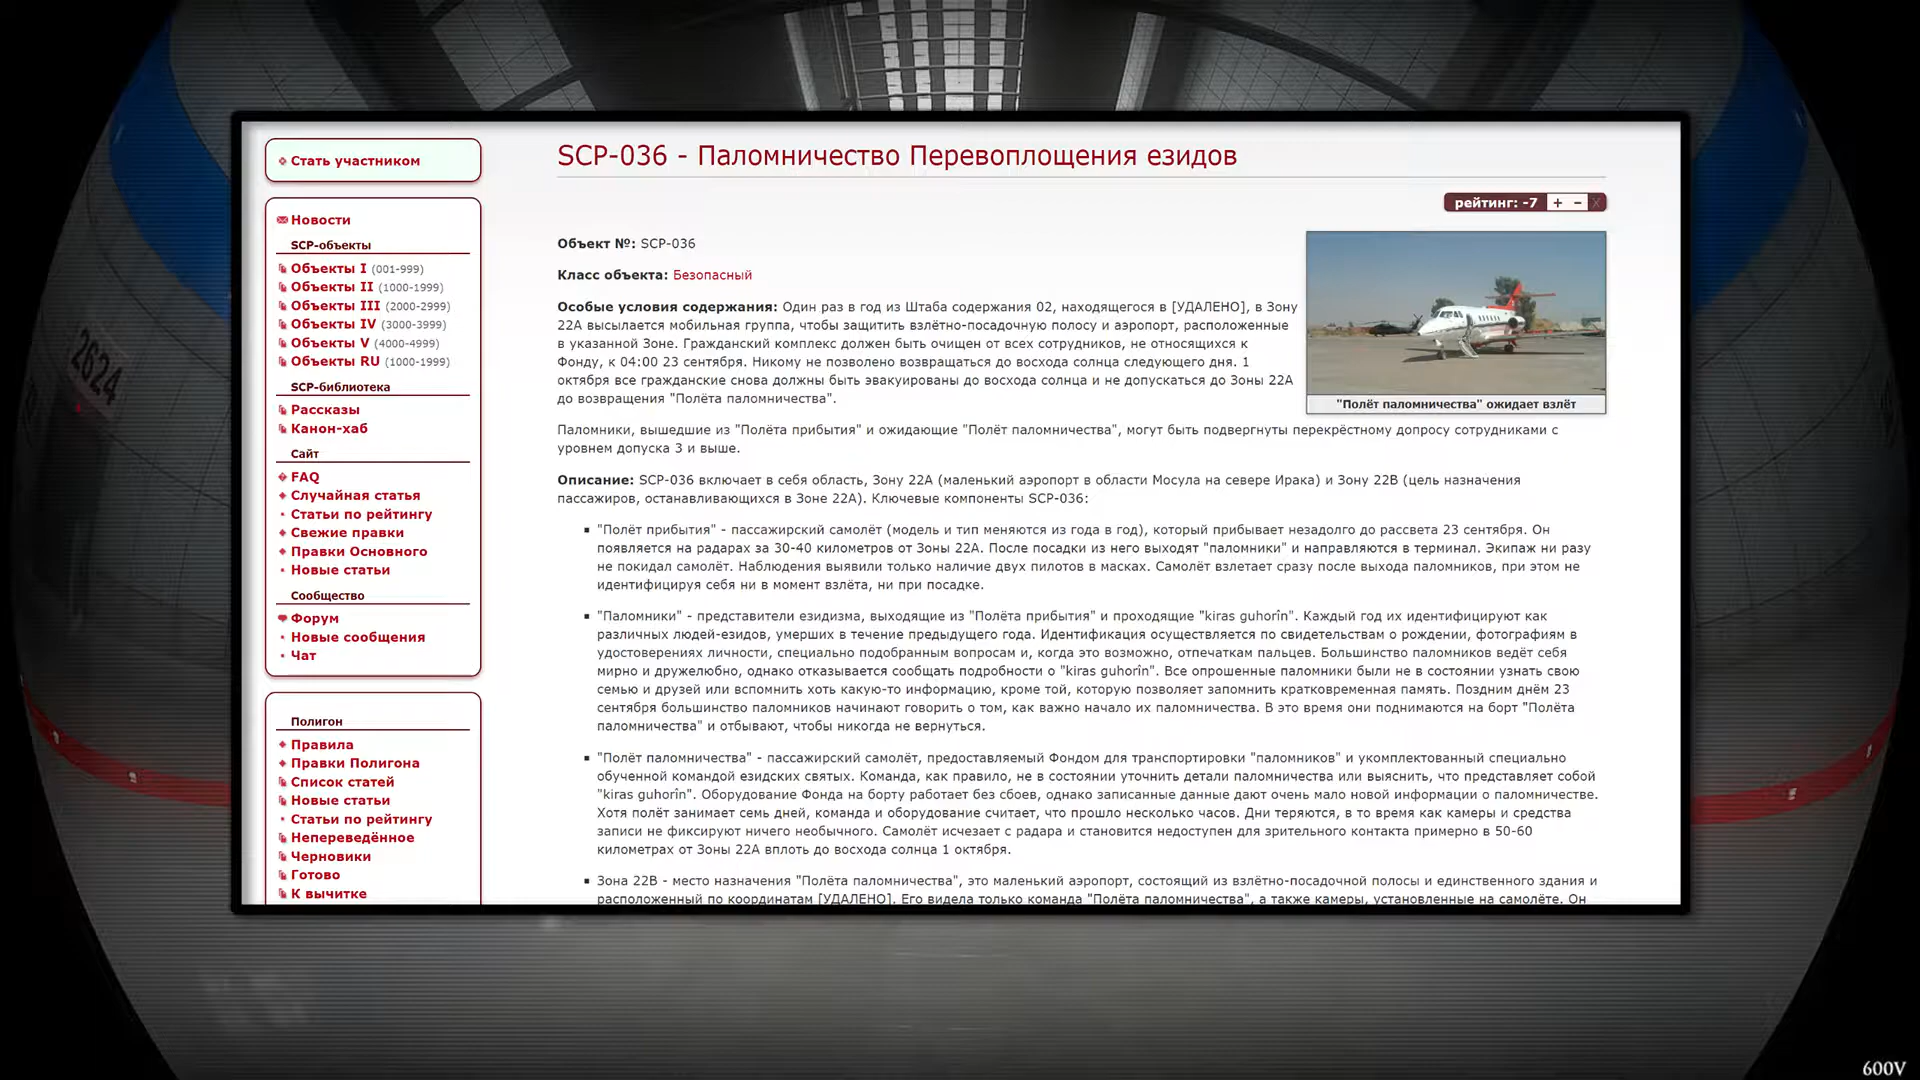 Стать участником
Новости
SCP-объекты
Объекты I (001-999)
Объекты II (1000-1999)
Объекты III (2000-2999)
Объекты IV (3000-3999)
Объекты V (4000-4999)
Объекты RU (1000-1999)
SCP-библиотека
Рассказы
Канон-хаб
Сайт
FAQ
Случайная статья
Статьи по рейтингу
Свежие правки
Правки Основного
Новые статьи
Сообщество
Форум
Новые сообщения
Чат
Полигон
Правила
Правки Полигона
Список статей
Новые статьи
Статьи по рейтингу
Непереведённое
Черновики
Готово
К вычитке
SCP-036 - Паломничество Перевоплощения езидов
рейтинг: -7 + − X
Объект №: SCP-036
Класс объекта: Безопасный
Особые условия содержания: Один раз в год из Штаба содержания 02, находящегося в [УДАЛЕНО], в Зону
22А высылается мобильная группа, чтобы защитить взлётно-посадочную полосу и аэропорт, расположенные
в указанной Зоне. Гражданский комплекс должен быть очищен от всех сотрудников, не относящихся к
Фонду, к 04:00 23 сентября. Никому не позволено возвращаться до восхода солнца следующего дня. 1
октября все гражданские снова должны быть эвакуированы до восхода солнца и не допускаться до Зоны 22А
до возвращения "Полёта паломничества".
"Полёт паломничества" ожидает взлёт
Паломники, вышедшие из "Полёта прибытия" и ожидающие "Полёт паломничества", могут быть подвергнуты перекрёстному допросу сотрудниками с
уровнем допуска 3 и выше.
Описание: SCP-036 включает в себя область, Зону 22А (маленький аэропорт в области Мосула на севере Ирака) и Зону 22В (цель назначения
пассажиров, останавливающихся в Зоне 22А). Ключевые компоненты SCP-036:
"Полёт прибытия" - пассажирский самолёт (модель и тип меняются из года в год), который прибывает незадолго до рассвета 23 сентября. Он
появляется на радарах за 30-40 километров от Зоны 22А. После посадки из него выходят "паломники" и направляются в терминал. Экипаж ни разу
не покидал самолёт. Наблюдения выявили только наличие двух пилотов в масках. Самолёт взлетает сразу после выхода паломников, при этом не
идентифицируя себя ни в момент взлёта, ни при посадке.
"Паломники" - представители езидизма, выходящие из "Полёта прибытия" и проходящие "kiras guhorîn". Каждый год их идентифицируют как
различных людей-езидов, умерших в течение предыдущего года. Идентификация осуществляется по свидетельствам о рождении, фотографиям в
удостоверениях личности, специально подобранным вопросам и, когда это возможно, отпечаткам пальцев. Большинство паломников ведёт себя
мирно и дружелюбно, однако отказывается сообщать подробности о "kiras guhorîn". Все опрошенные паломники были не в состоянии узнать свою
семью и друзей или вспомнить хоть какую-то информацию, кроме той, которую позволяет запомнить кратковременная память. Поздним днём 23
сентября большинство паломников начинают говорить о том, как важно начало их паломничества. В это время они поднимаются на борт "Полёта
паломничества" и отбывают, чтобы никогда не вернуться.
"Полёт паломничества" - пассажирский самолёт, предоставляемый Фондом для транспортировки "паломников" и укомплектованный специально
обученной командой езидских святых. Команда, как правило, не в состоянии уточнить детали паломничества или выяснить, что представляет собой
"kiras guhorîn". Оборудование Фонда на борту работает без сбоев, однако записанные данные дают очень мало новой информации о паломничестве.
Хотя полёт занимает семь дней, команда и оборудование считает, что прошло несколько часов. Дни теряются, в то время как камеры и средства
записи не фиксируют ничего необычного. Самолёт исчезает с радара и становится недоступен для зрительного контакта примерно в 50-60
километрах от Зоны 22А вплоть до восхода солнца 1 октября.
Зона 22В - место назначения "Полёта паломничества", это маленький аэропорт, состоящий из взлётно-посадочной полосы и единственного здания и
расположенный по координатам [УДАЛЕНО]. Его видела только команда "Полёта паломничества", а также камеры, установленные на самолёте. Он
2624
600V